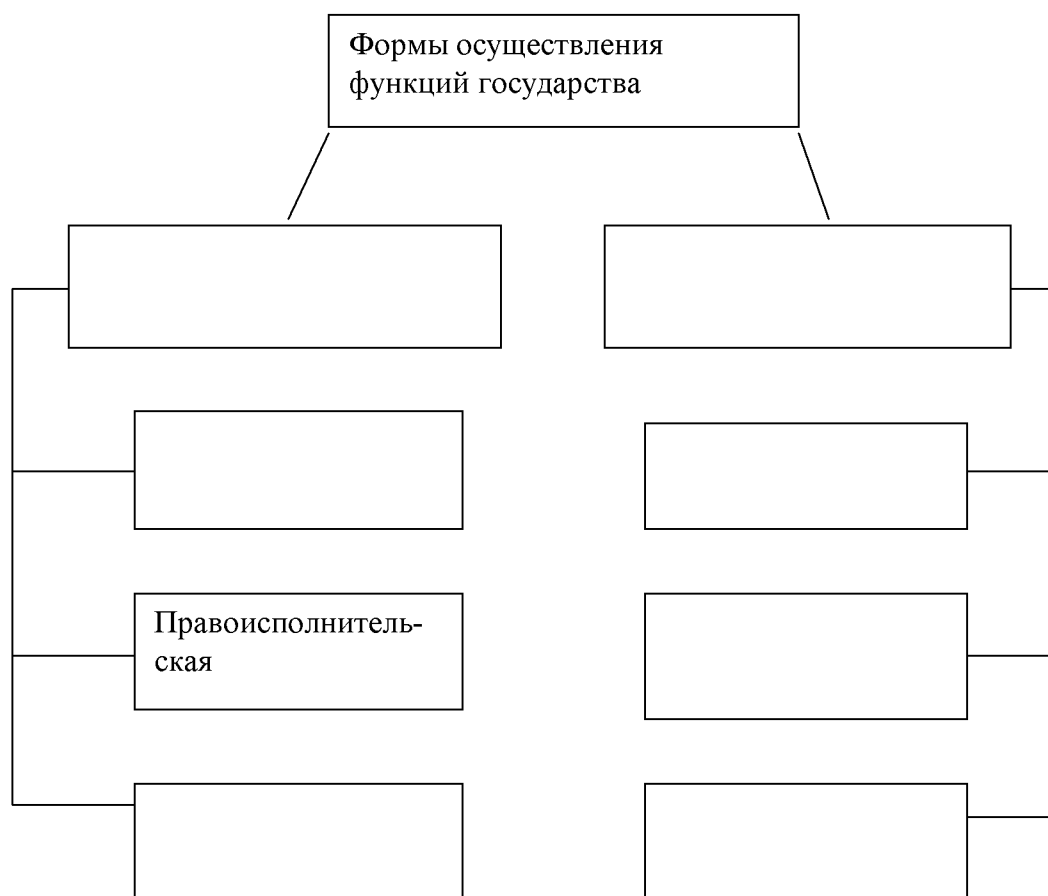 Формы осуществления
функций государства
Правоисполнитель-
ская